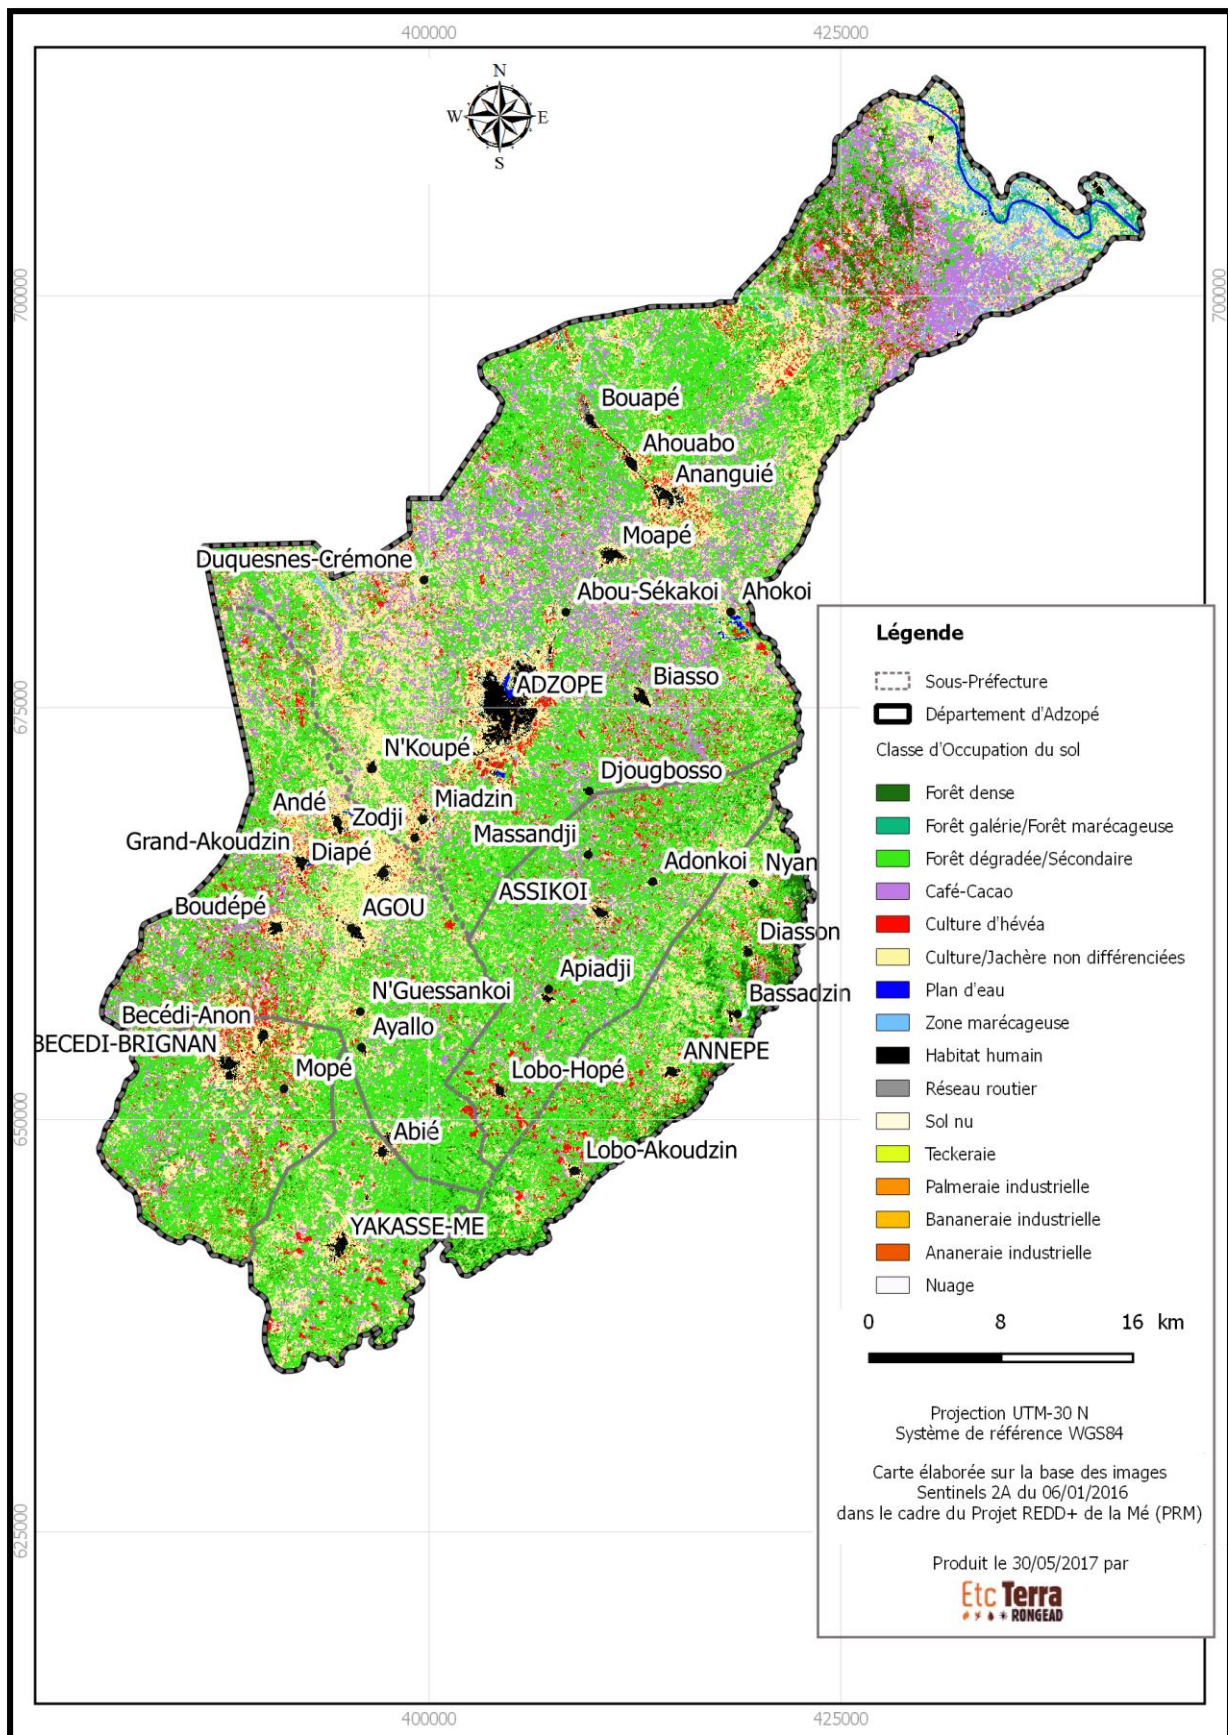 400000
425000
N
W
E
S
700000
700000
Bouapé
Ahouabo
Ananguié
Moapé
Duquesnes-Crémone
Abou-Sékakoi
Ahokoi
ADZOPE
Biasso
675000
N'Koupé
Djougbosso
Andé
Zodji
Miadzin
Massandji
Grand-Akoudzin
Diapé
Adonkoi
Nyan
ASSIKOI
Boudépé
AGOU
Diasson
Apiadji
N'Guessankoi
Bassadzin
Becédi-Anon
Ayallo
BECEDI-BRIGNAN
Mopé
Lobo-Hopé
ANNEPE
650000
Abié
Lobo-Akoudzin
YAKASSE-ME
625000
Légende
Sous-Préfecture
Département d'Adzopé
Classe d'Occupation du sol
Forêt dense
Forêt galérie/Forêt marécageuse
Forêt dégradée/Sécondaire
Café-Cacao
Culture d'hévéa
Culture/Jachère non différenciées
Plan d'eau
Zone marécageuse
Habitat humain
Réseau routier
Sol nu
Teckeraie
Palmeraie industrielle
Bananeraie industrielle
Ananeraie industrielle
Nuage
0 8 16 km
Projection UTM-30 N
Système de référence WGS84
Carte élaborée sur la base des images
Sentinels 2A du 06/01/2016
dans le cadre du Projet REDD+ de la Mé (PRM)
Produit le 30/05/2017 par
Etc Terra
RONGEAD
400000
425000